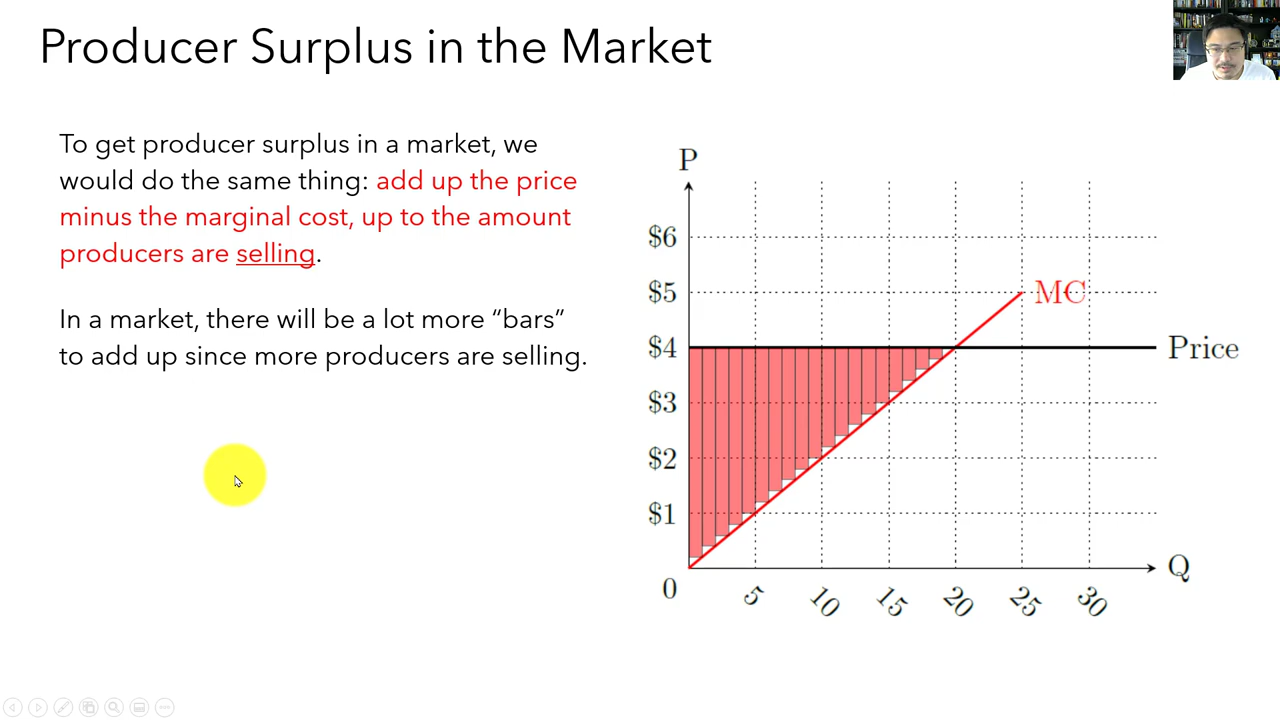 Producer Surplus in the Market
To get producer surplus in a market, we
would do the same thing: add up the price
minus the marginal cost, up to the amount
producers are selling.
In a market, there will be a lot more “bars”
to add up since more producers are selling.
P
$6
$5
$4
$3
$2
$1
0
MC
Price
Q
5
10
15
20
25
30